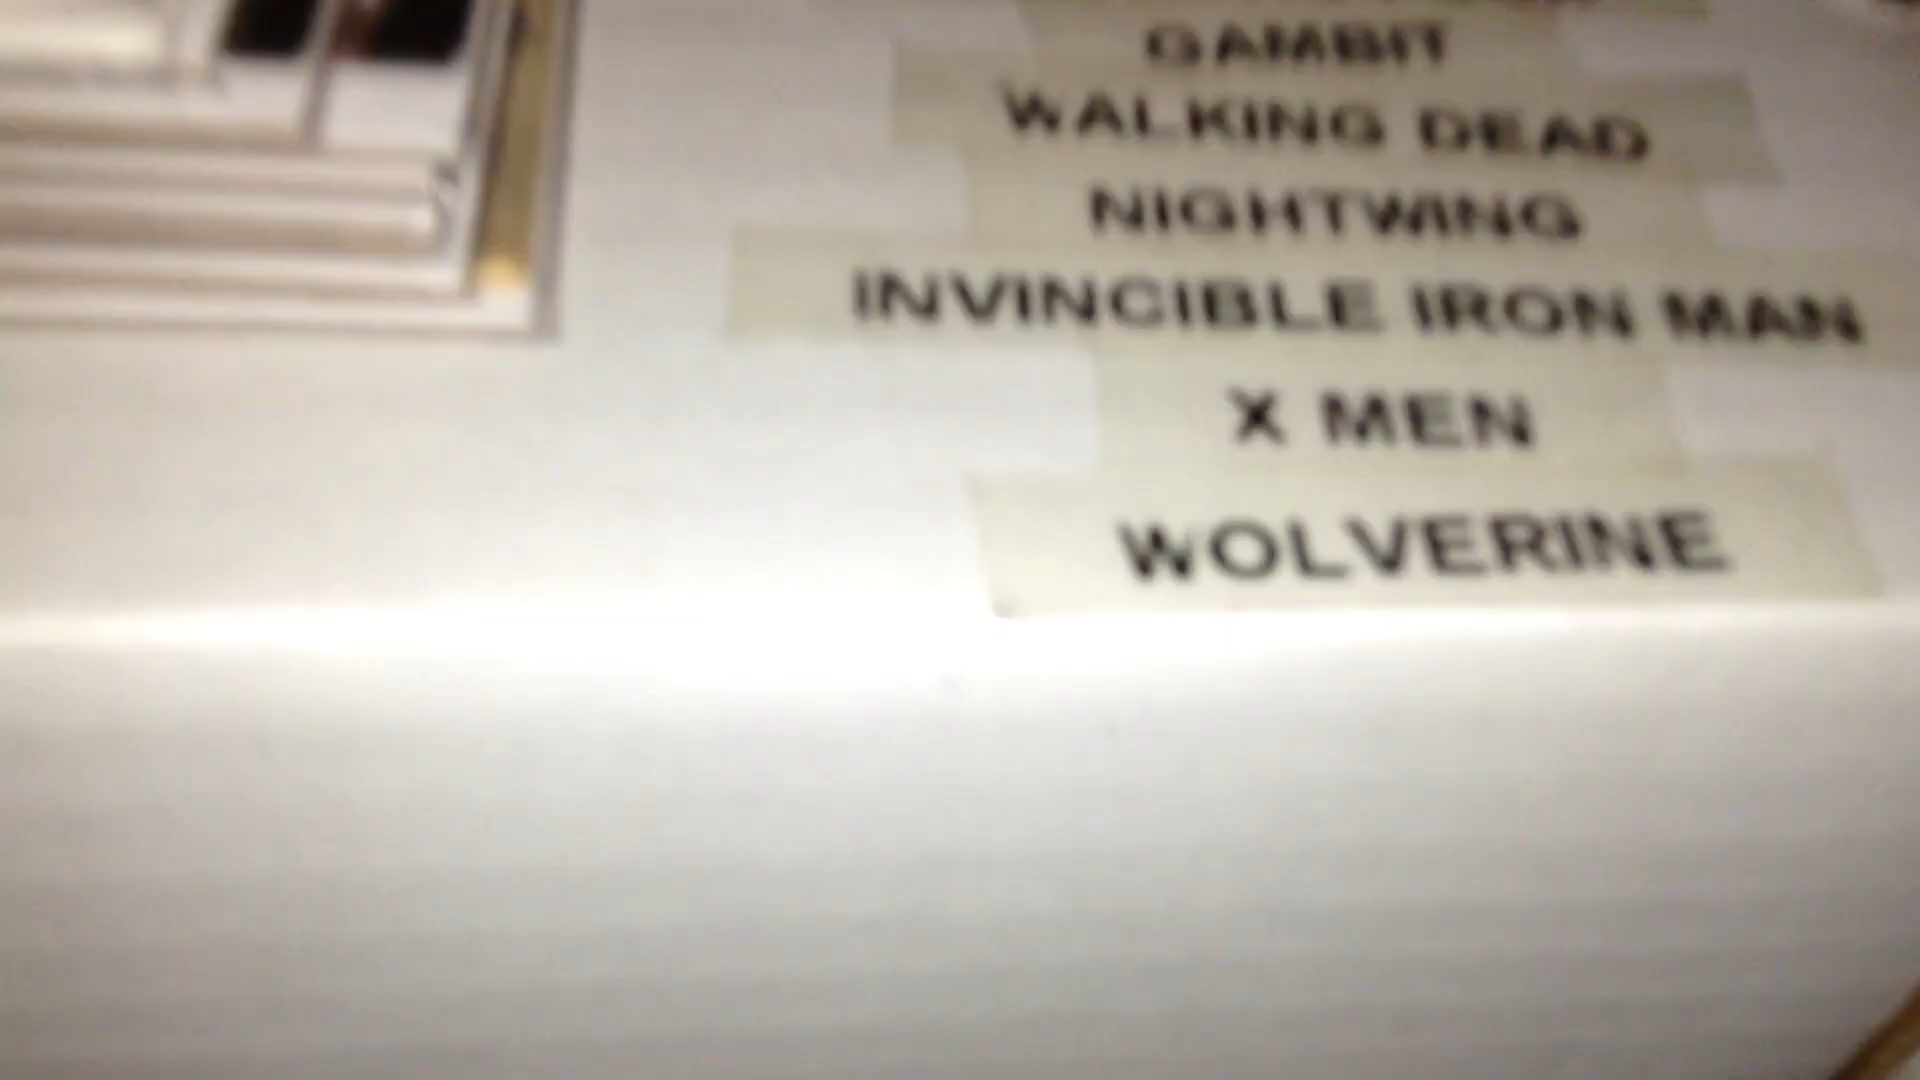 GAMBIT
WALKING DEAD
NIGHTWING
INVINCIBLE IRON MAN
X MEN
WOLVERINE